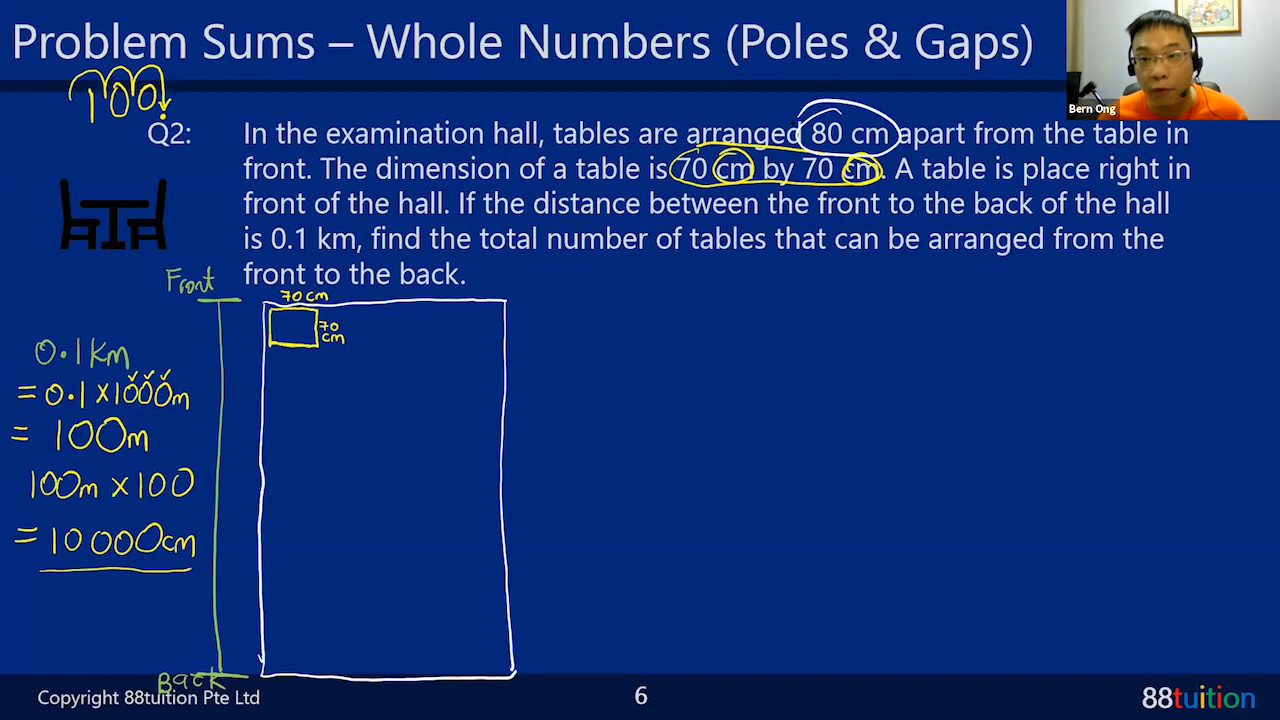 Problem Sums – Whole Numbers (Poles & Gaps)
Bern Ong
100.
Q2:
In the examination hall, tables are arranged 80 cm apart from the table in
front. The dimension of a table is 70 cm by 70 cm. A table is place right in
front of the hall. If the distance between the front to the back of the hall
is 0.1 km, find the total number of tables that can be arranged from the
front to the back.
Front
70 cm
70
cm
0.1 km
= 0.1 x 1000m
= 100m
100m x 100
= 10 000cm
Back
Copyright 88tuition Pte Ltd
6
88tuition